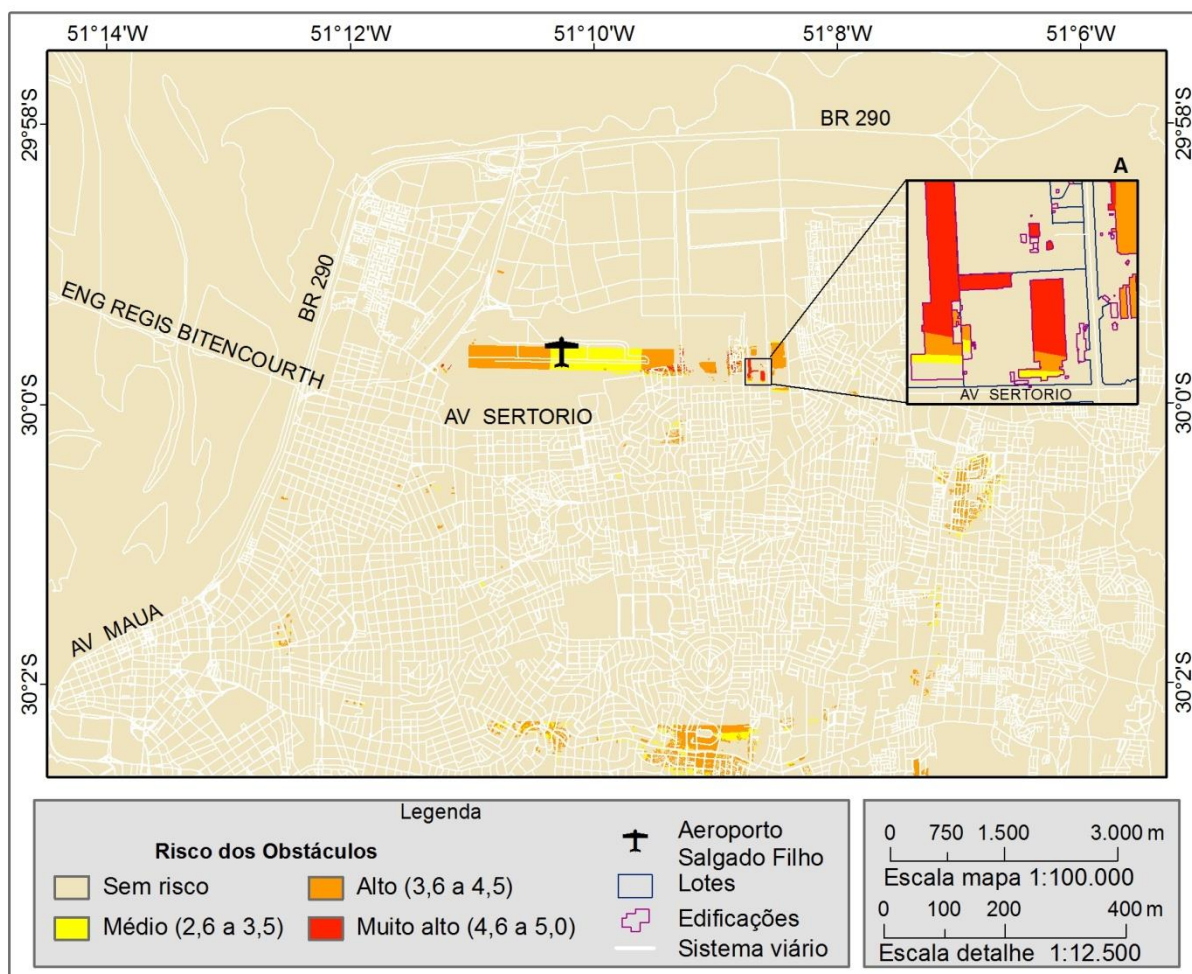 51°14'W 51°12'W 51°10'W 51°8'W 51°6'W
29°58'S
30°0'S
30°2'S
29°58'S
30°0'S
30°2'S
BR 290
BR 290
ENG REGIS BITENCOURTH
AV SERTORIO
AV MAUA
A
AV SERTORIO
Legenda
Risco dos Obstáculos
Sem risco
Médio (2,6 a 3,5)
Alto (3,6 a 4,5)
Muito alto (4,6 a 5,0)
Aeroporto
Salgado Filho
Lotes
Edificações
Sistema viário
0 750 1.500 3.000 m
Escala mapa 1:100.000
0 100 200 400 m
Escala detalhe 1:12.500